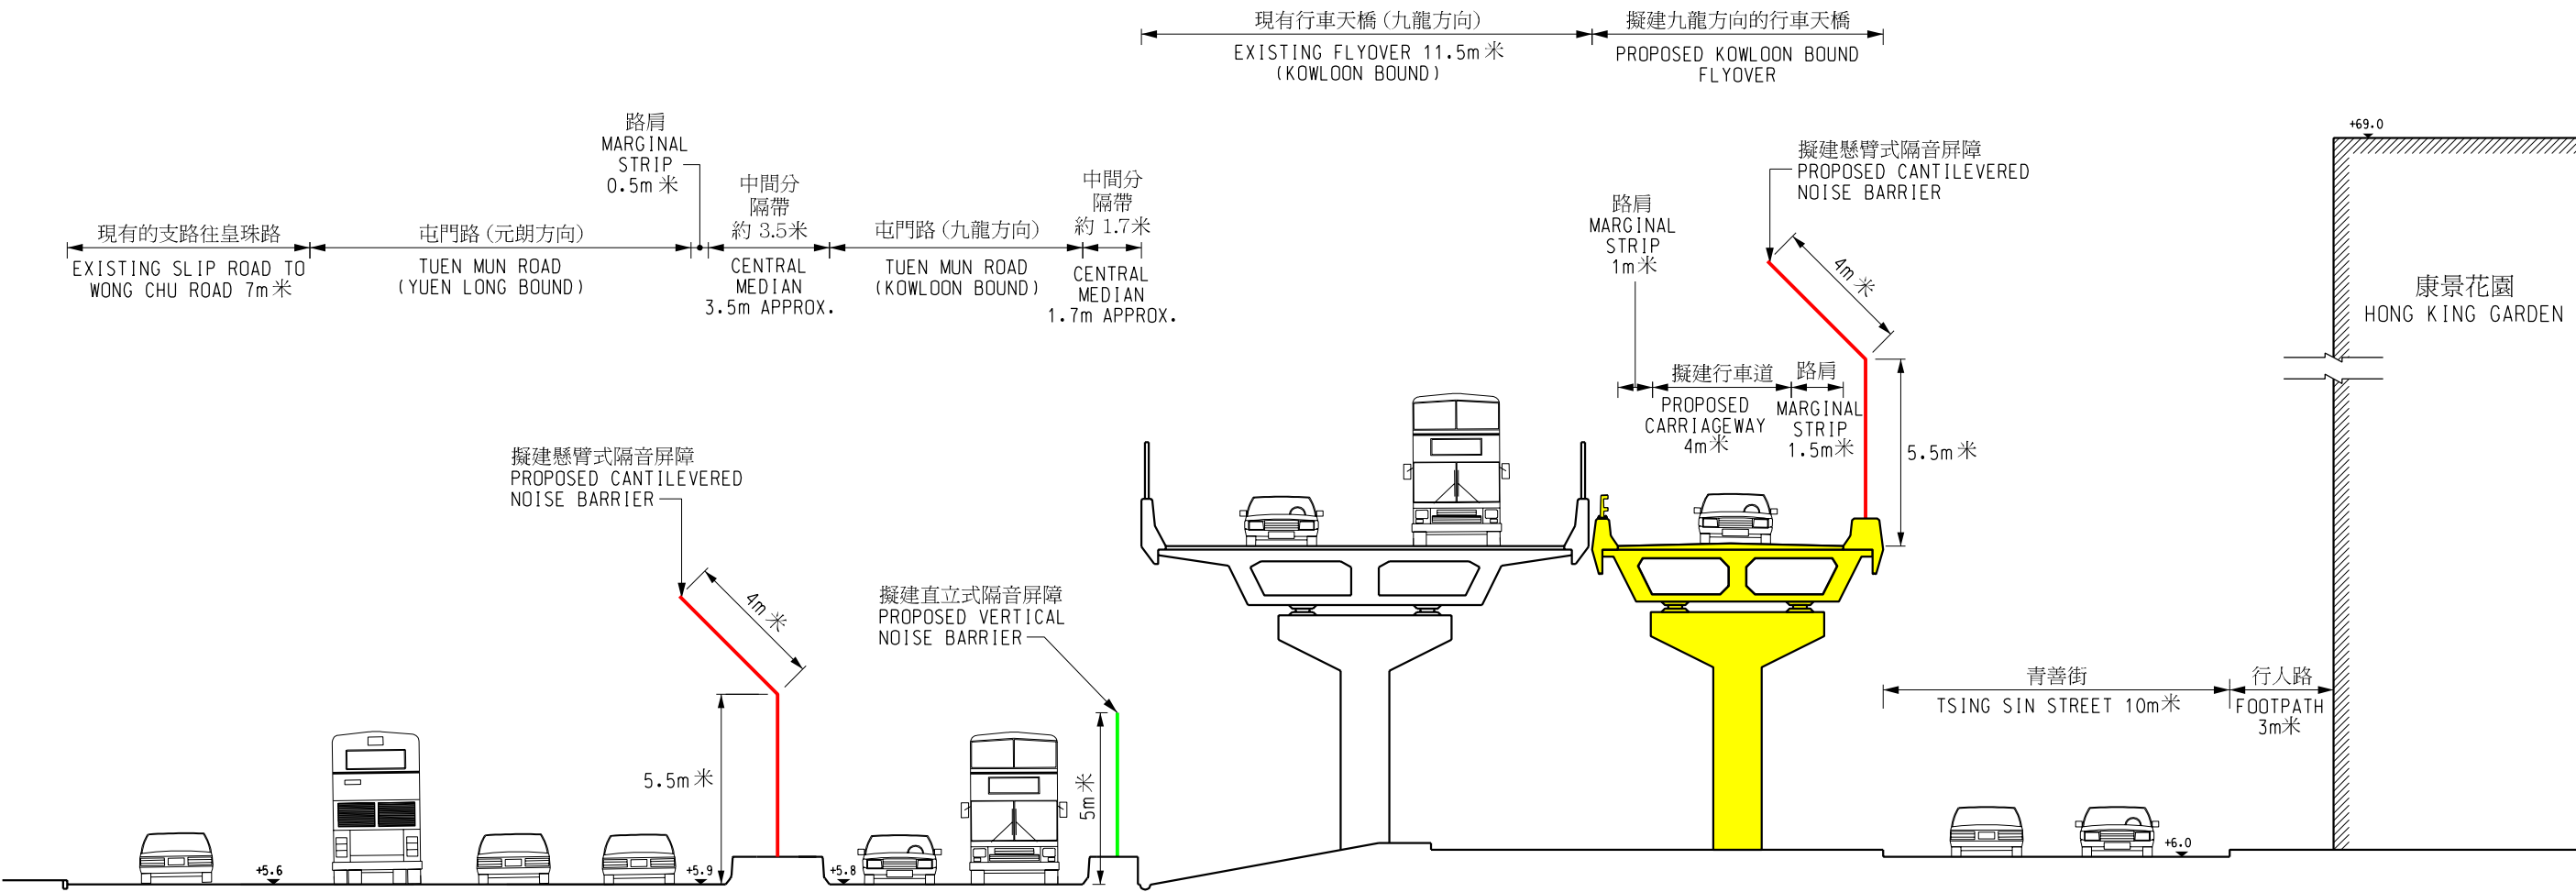 現有行車天橋 (九龍方向)
EXISTING FLYOVER 11.5m 米
(KOWLOON BOUND)
擬建九龍方向的行車天橋
PROPOSED KOWLOON BOUND
FLYOVER
路肩
MARGINAL
STRIP
0.5m 米
現有的支路往皇珠路
EXISTING SLIP ROAD TO
WONG CHU ROAD 7m 米
屯門路 (元朗方向)
TUEN MUN ROAD
(YUEN LONG BOUND)
中間分
隔帶
約 3.5米
CENTRAL
MEDIAN
3.5m APPROX.
屯門路 (九龍方向)
TUEN MUN ROAD
(KOWLOON BOUND)
中間分
隔帶
約 1.7米
CENTRAL
MEDIAN
1.7m APPROX.
擬建懸臂式隔音屏障
PROPOSED CANTILEVERED
NOISE BARRIER
4m 米
路肩
MARGINAL
STRIP
1m米
擬建行車道
PROPOSED
CARRIAGEWAY
4m米
路肩
MARGINAL
STRIP
1.5m米
5.5m 米
+69.0
康景花園
HONG KING GARDEN
擬建懸臂式隔音屏障
PROPOSED CANTILEVERED
NOISE BARRIER
4m 米
5.5m 米
擬建直立式隔音屏障
PROPOSED VERTICAL
NOISE BARRIER
5m 米
青善街
TSING SIN STREET 10m米
行人路
FOOTPATH
3m米
+5.6
+5.9
+5.8
+6.0